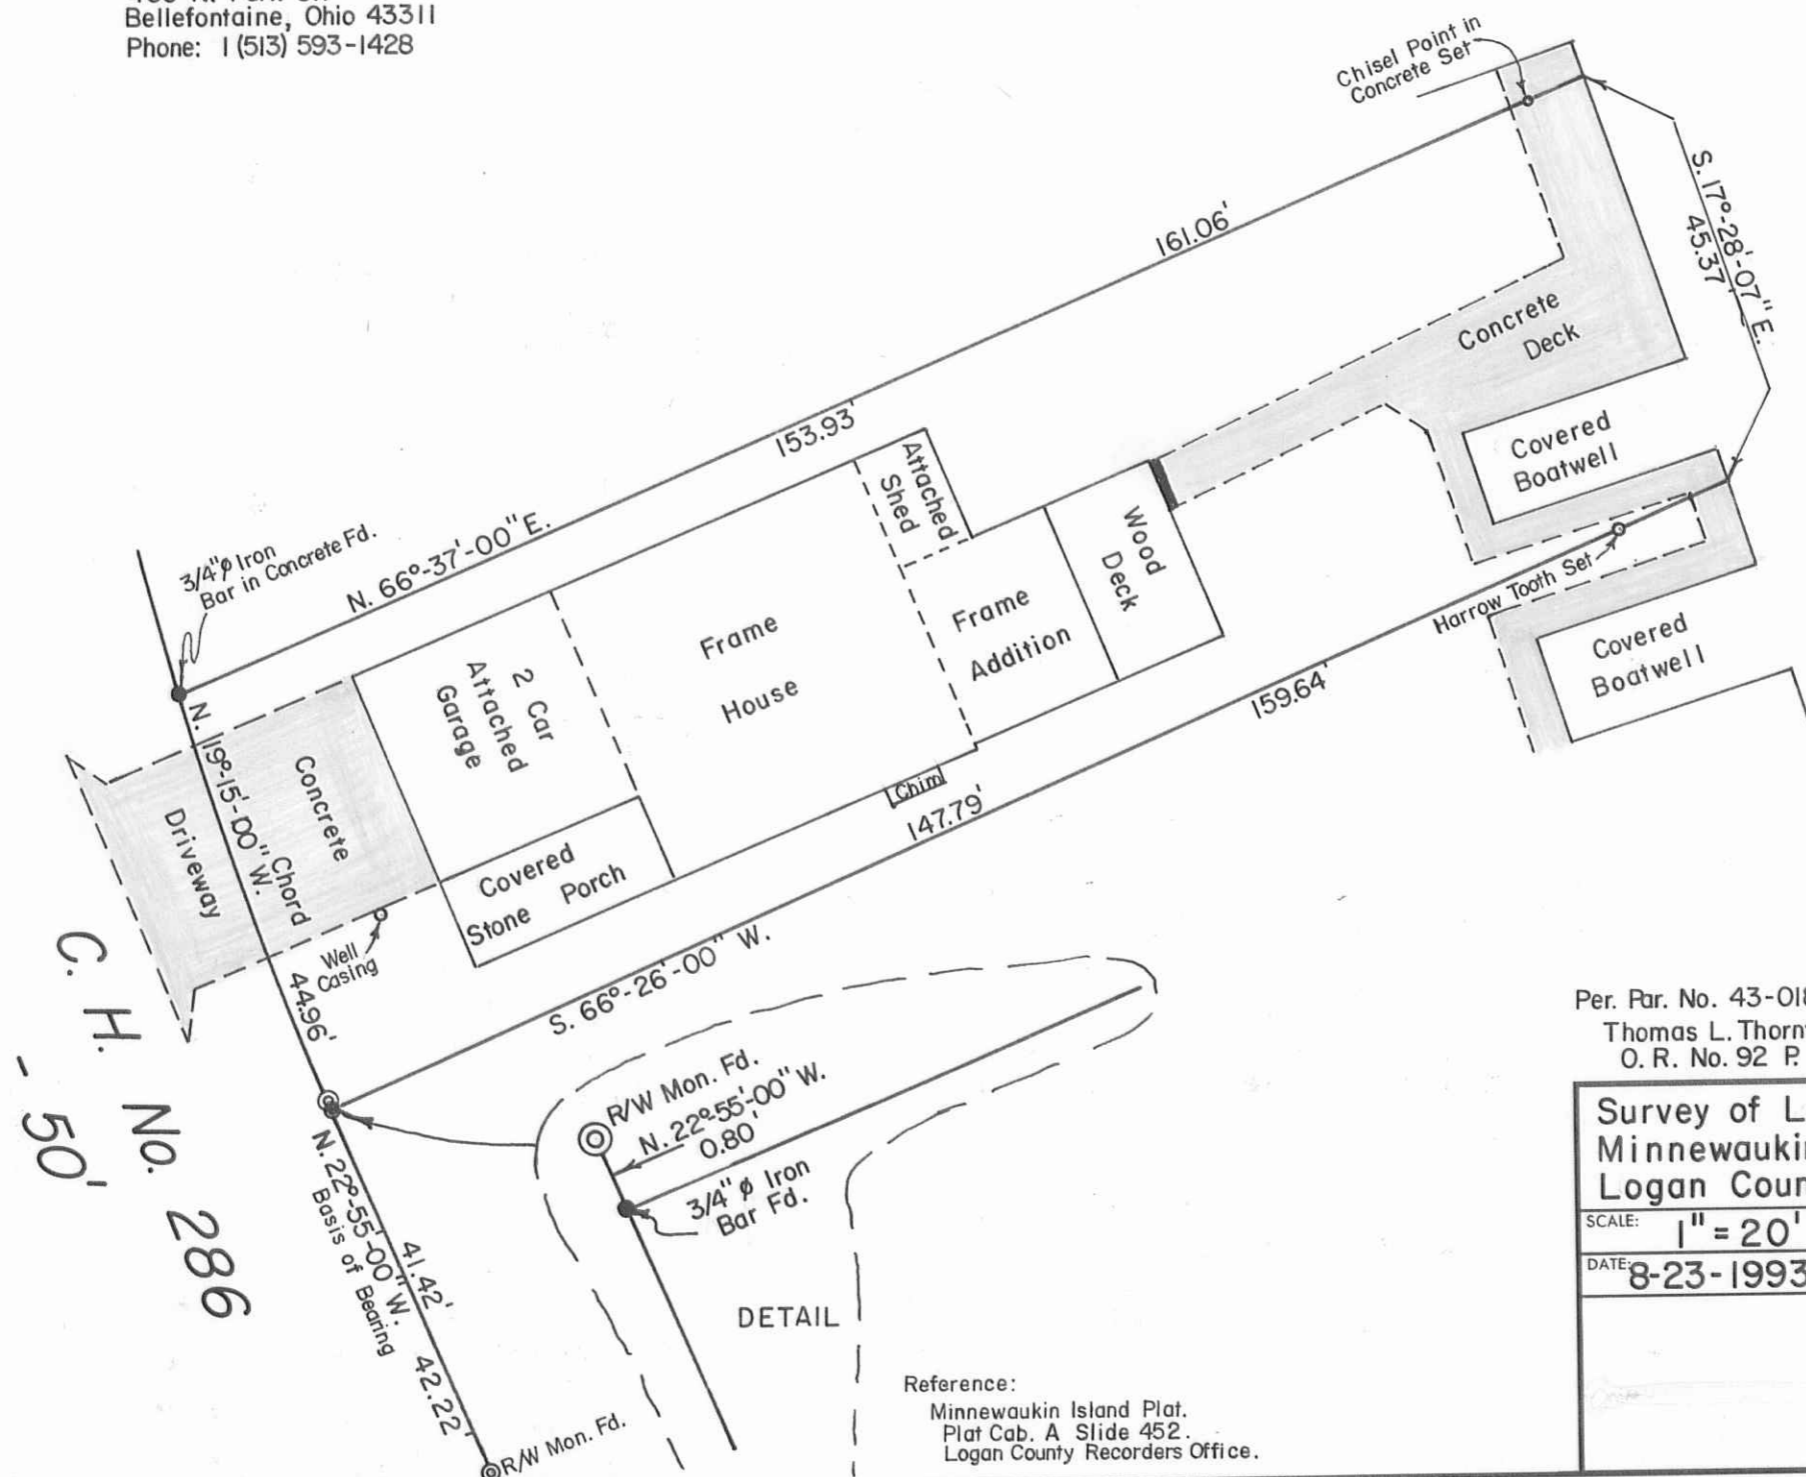 Bellefontaine, Ohio 43311
Phone: 1 (513) 593-1428
Chisel Point in
Concrete Set
S. 17°-28'-07" E.
45.37'
161.06'
153.93'
N. 66°-37'-00" E.
3/4"ø Iron
Bar in Concrete Fd.
Concrete
Deck
Covered
Boatwell
Attached
Shed
Wood
Deck
Frame
Addition
Frame
House
2 Car
Attached
Garage
Harrow Tooth Set
Covered
Boatwell
159.64'
Chim
147.79'
N. 19°-15'-00" W.
Chord
44.96'
Concrete
Driveway
Covered
Stone Porch
Well
Casing
S. 66°-26'-00" W.
C. H. No. 286
- 50'
R/W Mon. Fd.
N. 22°-55'-00" W.
0.80'
3/4" ø Iron
Bar Fd.
DETAIL
N. 22°-55'-00" W.
Basis of Bearing
41.42'
42.22'
R/W Mon. Fd.
Reference:
Minnewaukin Island Plat.
Plat Cab. A Slide 452.
Logan County Recorders Office.
Per. Par. No. 43-018
Thomas L. Thorn
O. R. No. 92 P.
Survey of L
Minnewaukin
Logan Coun
SCALE: 1" = 20'
DATE: 8-23-1993